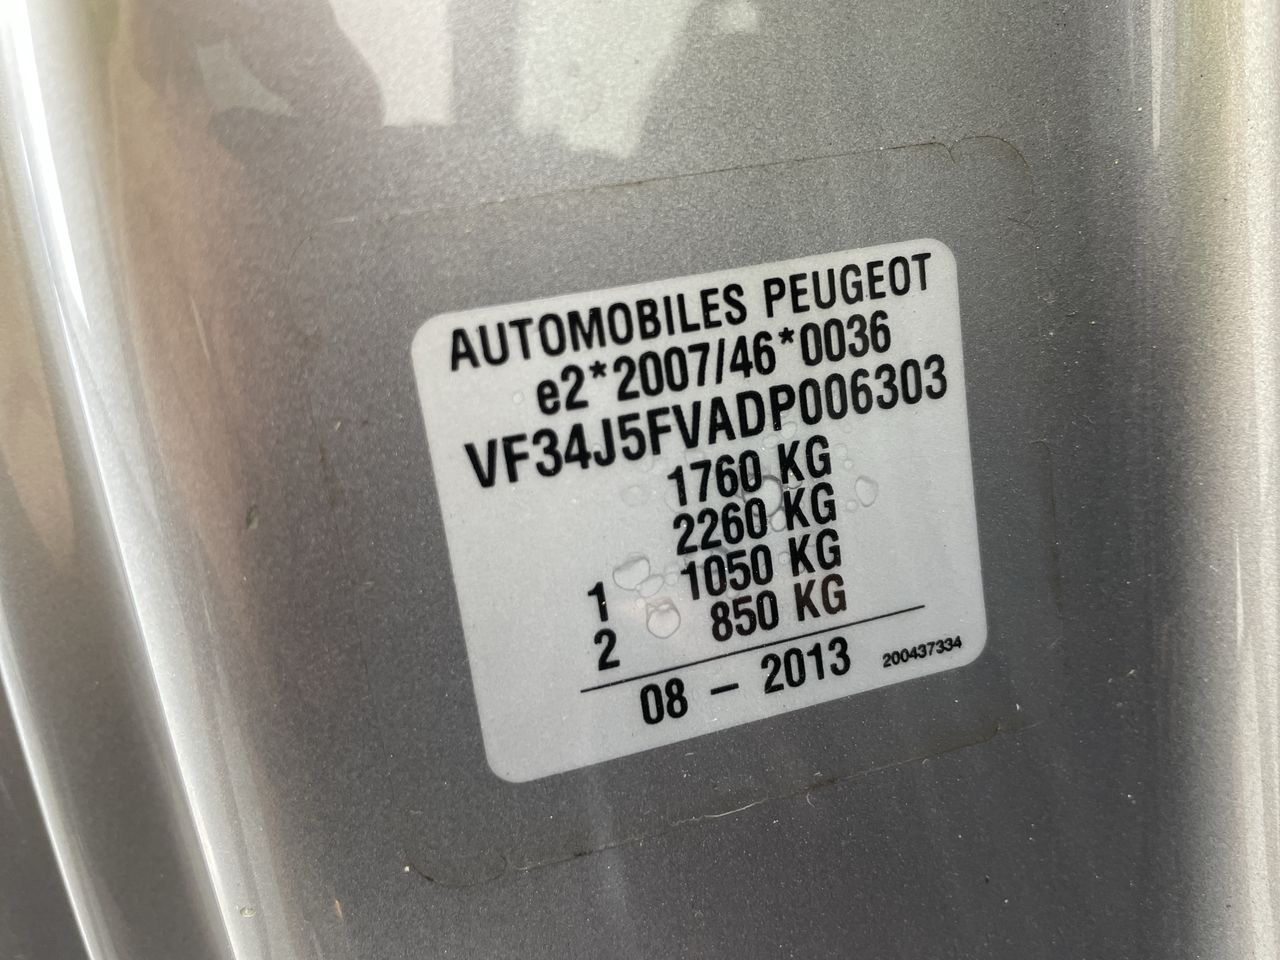 AUTOMOBILES PEUGEOT
e2*2007/46*0036
VF34J5FVADP006303
1760 KG
2260 KG
1 1050 KG
2 850 KG
08 - 2013 200437334